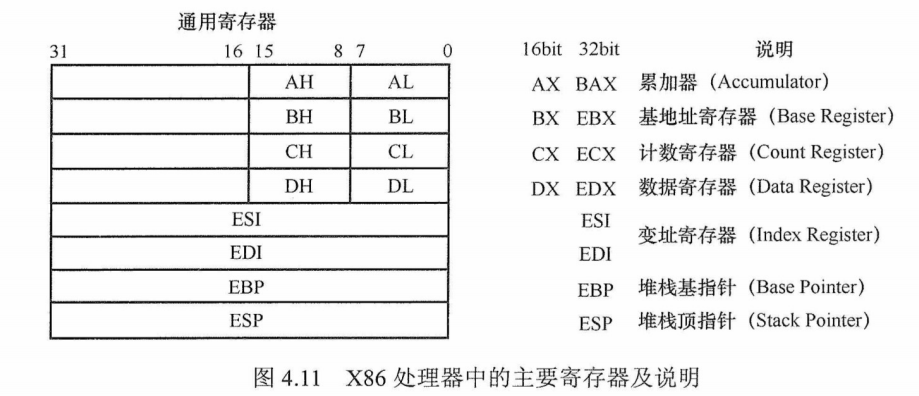 通用寄存器
31 16 15 8 7 0
AH AL
BH BL
CH CL
DH DL
ESI
EDI
EBP
ESP
16bit 32bit 说明
AX BAX 累加器（Accumulator）
BX EBX 基地址寄存器（Base Register）
CX ECX 计数寄存器（Count Register）
DX EDX 数据寄存器（Data Register）
ESI
变址寄存器（Index Register）
EDI
EBP 堆栈基指针（Base Pointer）
ESP 堆栈顶指针（Stack Pointer）
图 4.11 X86 处理器中的主要寄存器及说明